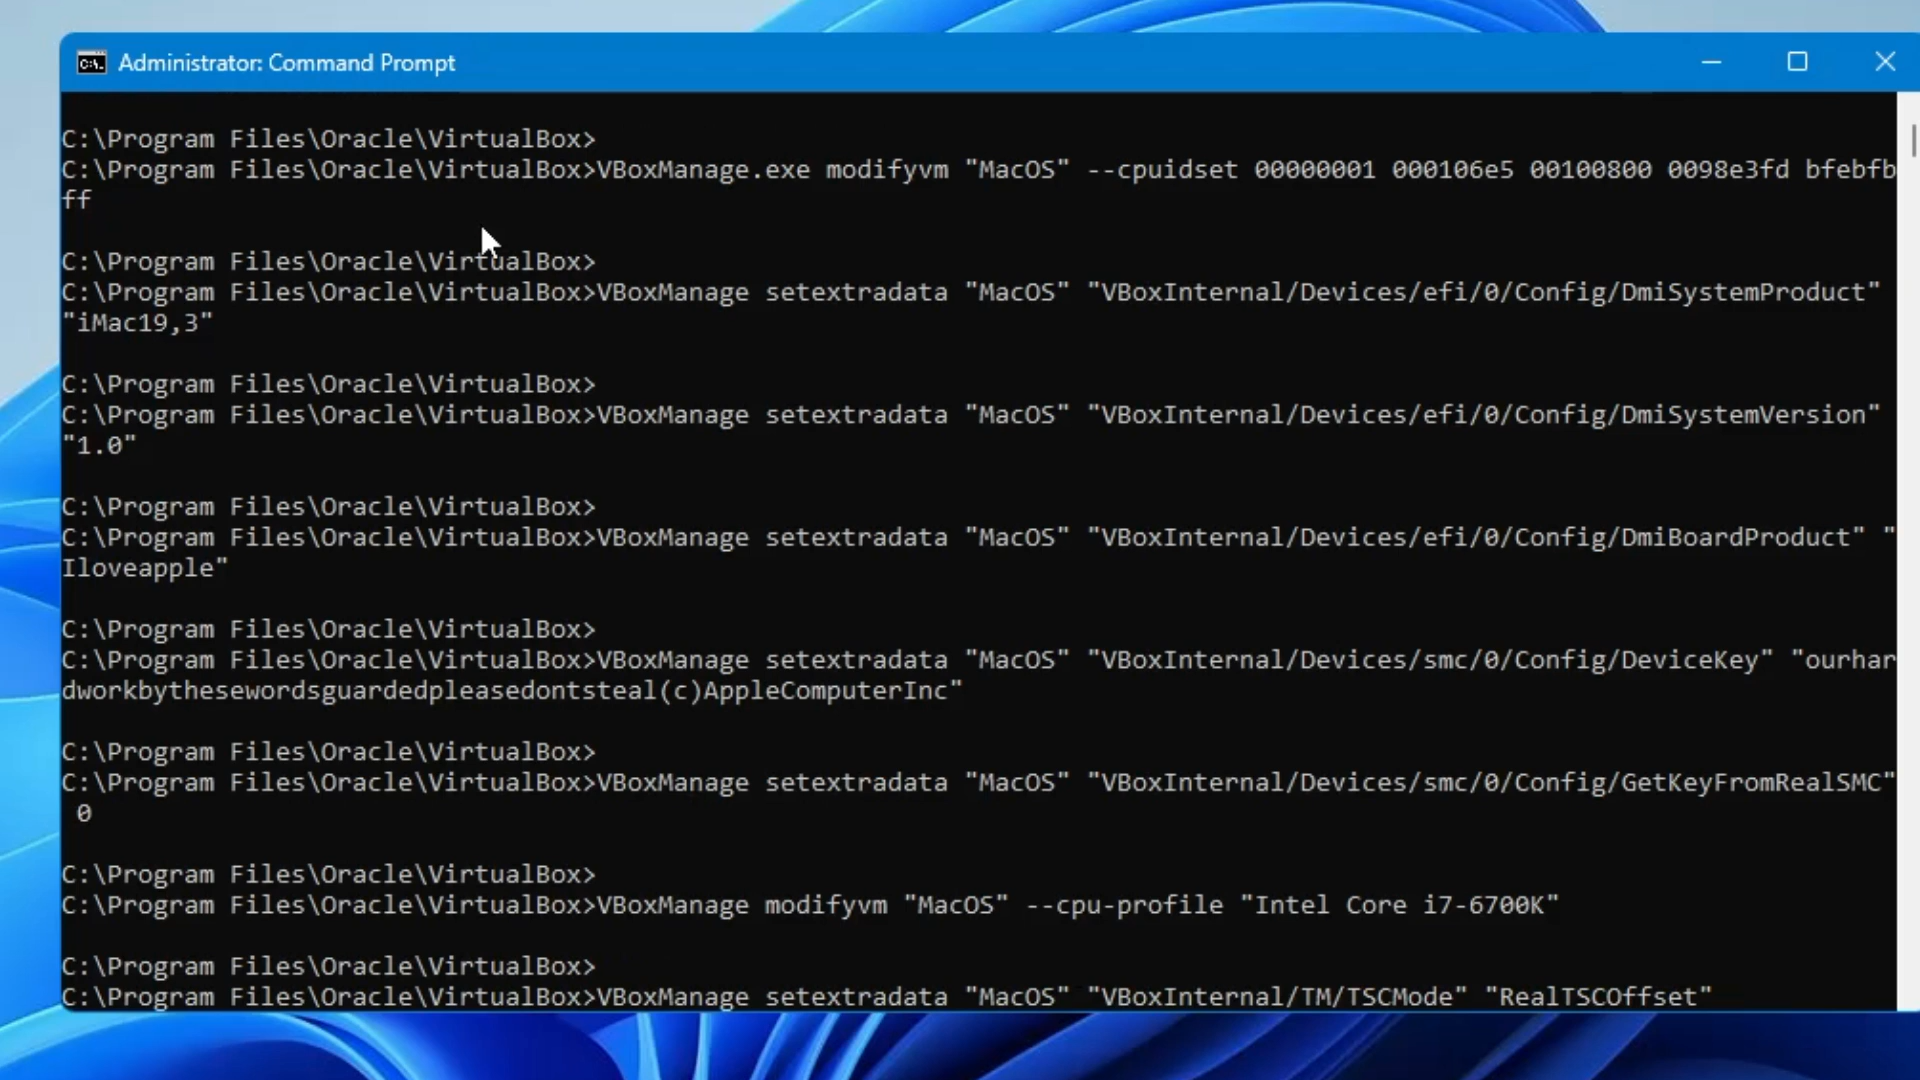 Administrator: Command Prompt
C:\Program Files\Oracle\VirtualBox>
C:\Program Files\Oracle\VirtualBox>VBoxManage.exe modifyvm "MacOS" --cpuidset 00000001 000106e5 00100800 0098e3fd bfebfb
ff
C:\Program Files\Oracle\VirtualBox>
C:\Program Files\Oracle\VirtualBox>VBoxManage setextradata "MacOS" "VBoxInternal/Devices/efi/0/Config/DmiSystemProduct"
"iMac19,3"
C:\Program Files\Oracle\VirtualBox>
C:\Program Files\Oracle\VirtualBox>VBoxManage setextradata "MacOS" "VBoxInternal/Devices/efi/0/Config/DmiSystemVersion"
"1.0"
C:\Program Files\Oracle\VirtualBox>
C:\Program Files\Oracle\VirtualBox>VBoxManage setextradata "MacOS" "VBoxInternal/Devices/efi/0/Config/DmiBoardProduct" "
Iloveapple"
C:\Program Files\Oracle\VirtualBox>
C:\Program Files\Oracle\VirtualBox>VBoxManage setextradata "MacOS" "VBoxInternal/Devices/smc/0/Config/DeviceKey" "ourhar
dworkbythesewordsguardedpleasedontsteal(c)AppleComputerInc"
C:\Program Files\Oracle\VirtualBox>
C:\Program Files\Oracle\VirtualBox>VBoxManage setextradata "MacOS" "VBoxInternal/Devices/smc/0/Config/GetKeyFromRealSMC"
0
C:\Program Files\Oracle\VirtualBox>
C:\Program Files\Oracle\VirtualBox>VBoxManage modifyvm "MacOS" --cpu-profile "Intel Core i7-6700K"
C:\Program Files\Oracle\VirtualBox>
C:\Program Files\Oracle\VirtualBox>VBoxManage setextradata "MacOS" "VBoxInternal/TM/TSCMode" "RealTSCOffset"